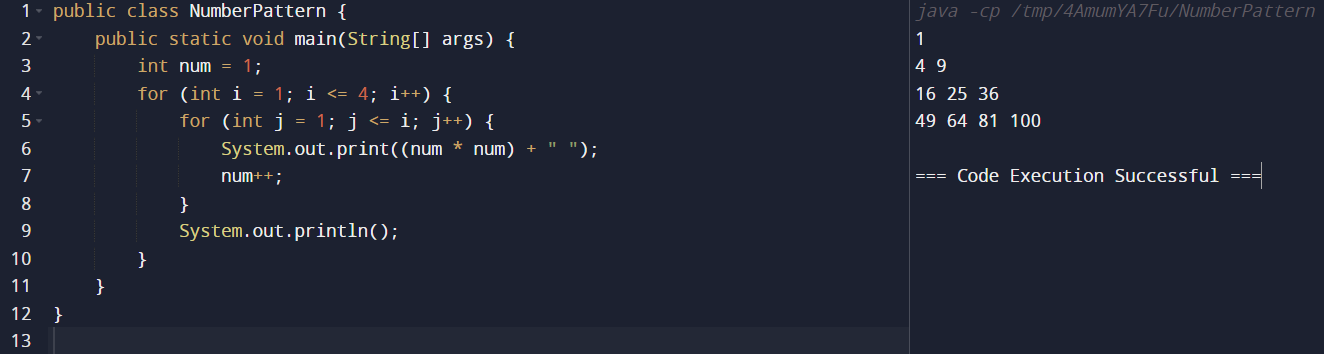 1 public class NumberPattern {
2     public static void main(String[] args) {
3         int num = 1;
4         for (int i = 1; i <= 4; i++) {
5             for (int j = 1; j <= i; j++) {
6                 System.out.print((num * num) + " ");
7                 num++;
8             }
9             System.out.println();
10         }
11     }
12 }
13
java -cp /tmp/4AmumYA7Fu/NumberPattern
1
4 9
16 25 36
49 64 81 100
=== Code Execution Successful ===